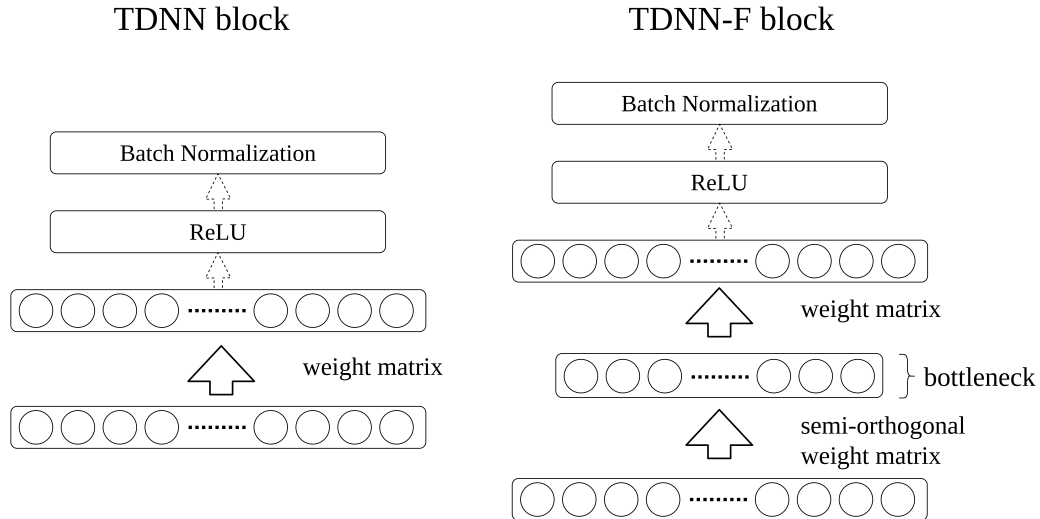 TDNN block
Batch Normalization
ReLU
weight matrix
TDNN-F block
Batch Normalization
ReLU
weight matrix
bottleneck
semi-orthogonal
weight matrix